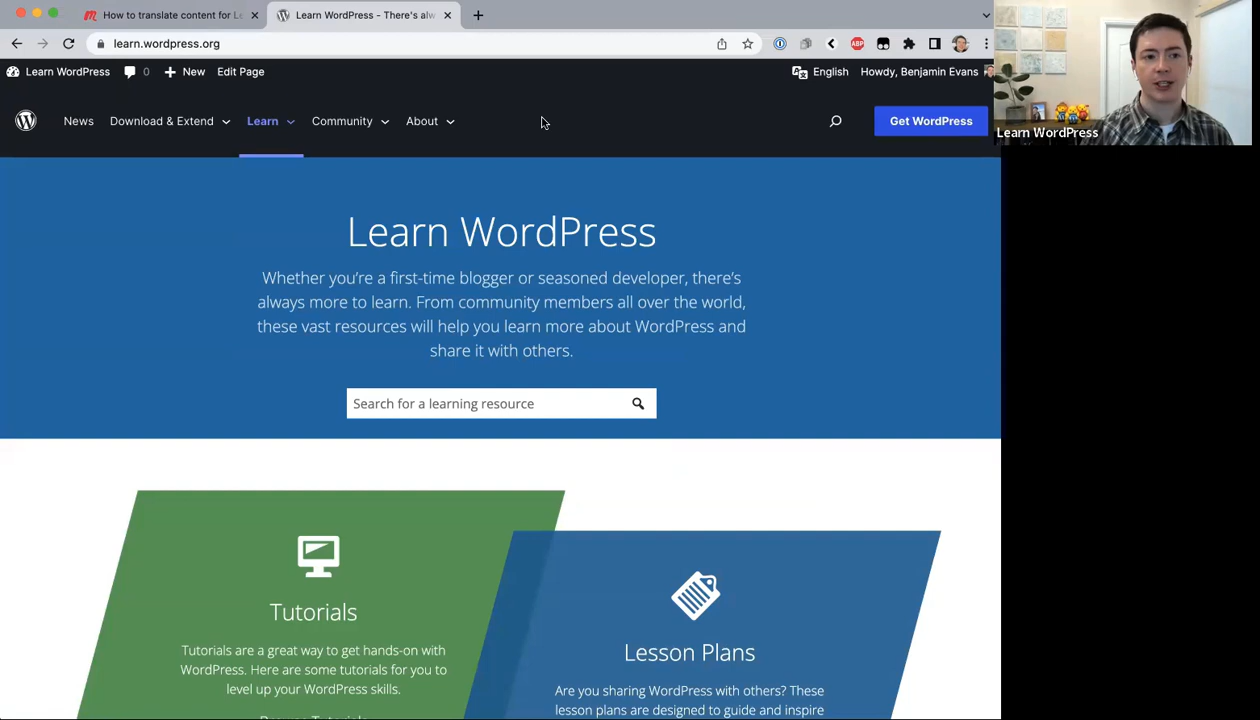 How to translate content for Le
Learn WordPress - There's alw
learn.wordpress.org
ABP
Learn WordPress
0
New
Edit Page
English
Howdy, Benjamin Evans
News
Download & Extend
Learn
Community
About
Get WordPress
Learn WordPress
Learn WordPress
Whether you're a first-time blogger or seasoned developer, there's
always more to learn. From community members all over the world,
these vast resources will help you learn more about WordPress and
share it with others.
Search for a learning resource
Tutorials
Tutorials are a great way to get hands-on with
WordPress. Here are some tutorials for you to
level up your WordPress skills.
Browse Tutorials
Lesson Plans
Are you sharing WordPress with others? These
lesson plans are designed to guide and inspire